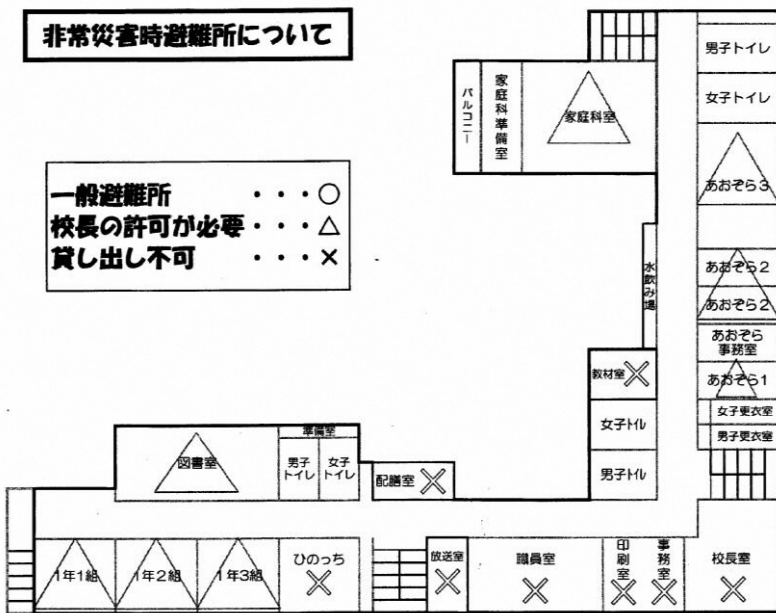 非常災害時避難所について
一般避難所 ・・・○
校長の許可が必要・・・△
貸し出し不可 ・・・×
バルコニー
家庭科準備室
家庭科室
男子トイレ
女子トイレ
あおぞら3
水飲み場
あおぞら2
あおぞら2
あおぞら
事務室
あおぞら1
教材室
女子更衣室
男子更衣室
女子トイル
男子トイル
図書室
準備室
男子
トイレ
女子
トイレ
配膳室
1年1組
1年2組
1年3組
ひのっち
放送室
職員室
印刷室
事務室
校長室